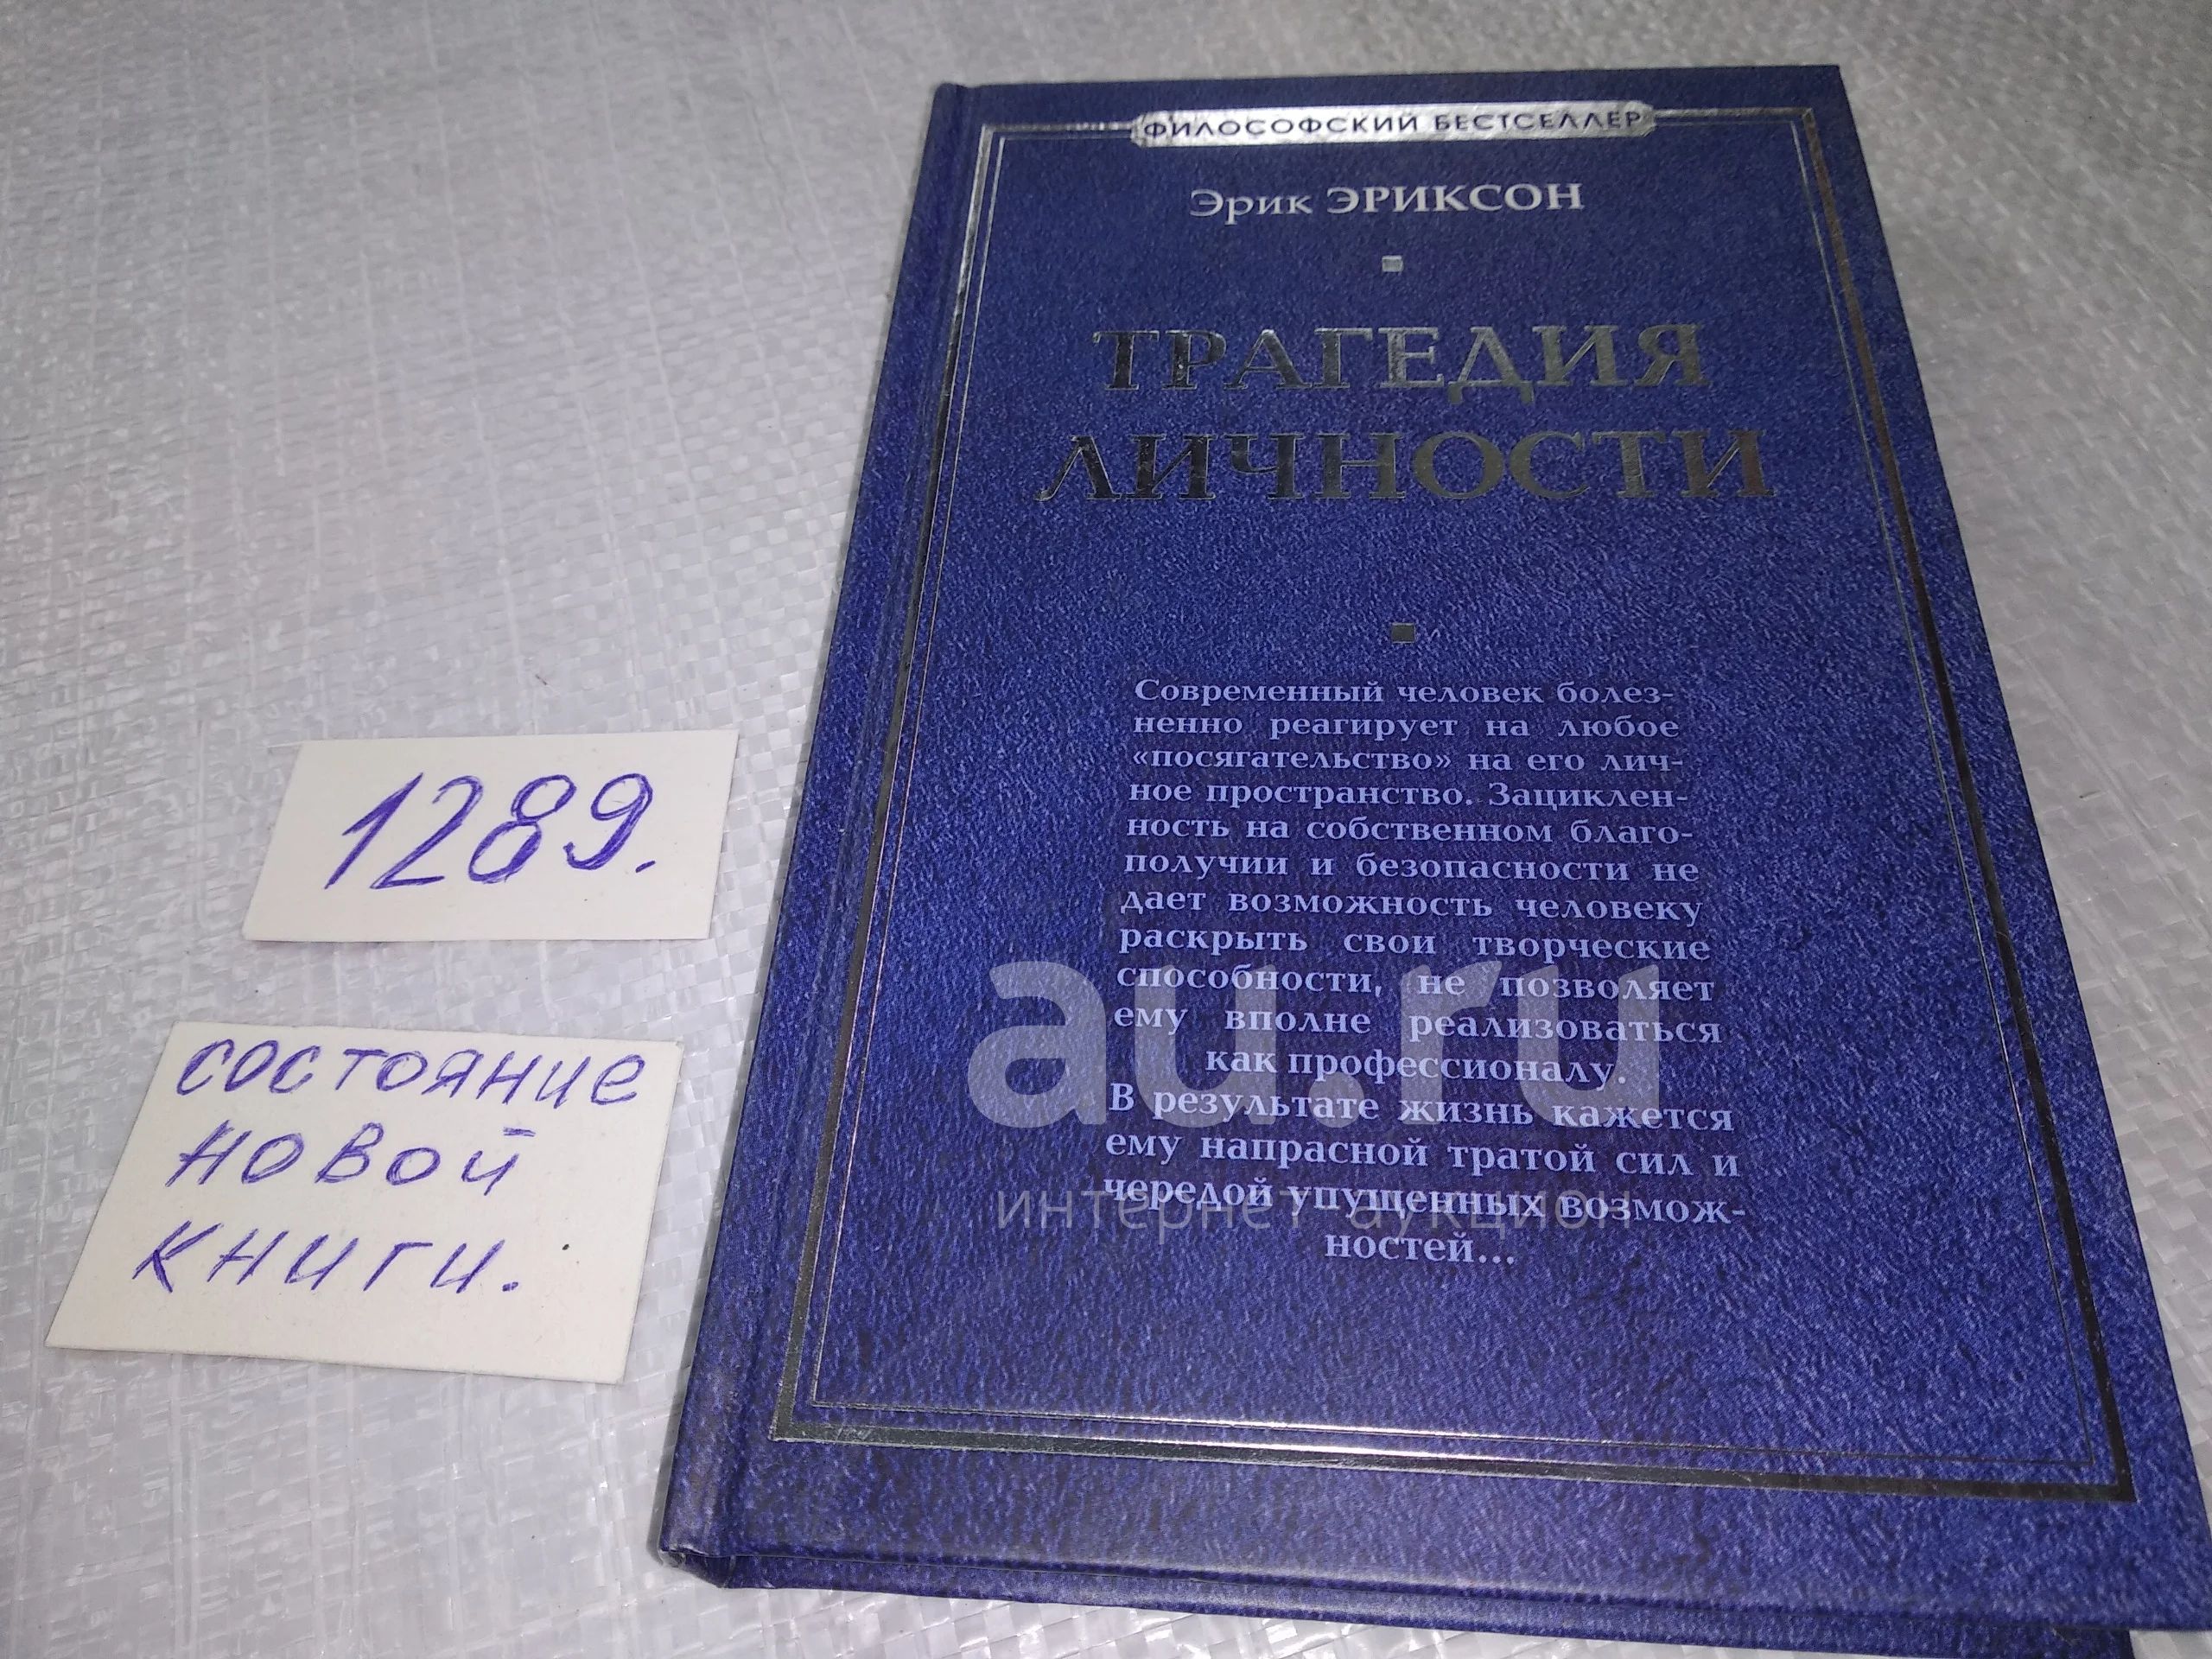 ФИЛОСОФСКИЙ БЕСТСЕЛЛЕР
Эрик ЭРИКСОН
ТРАГЕДИЯ
ЛИЧНОСТИ
Современный человек болез-
ненно реагирует на любое
«посягательство» на его лич-
ное пространство. Зациклен-
ность на собственном благо-
получии и безопасности не
дает возможность человеку
раскрыть свои творческие
способности, не позволяет
ему вполне реализоваться
как профессионалу.
В результате жизнь кажется
ему напрасной тратой сил и
чередой упущенных возмож-
ностей...
1289.
состояние
новой
книги.
au.ru
интернет аукцион